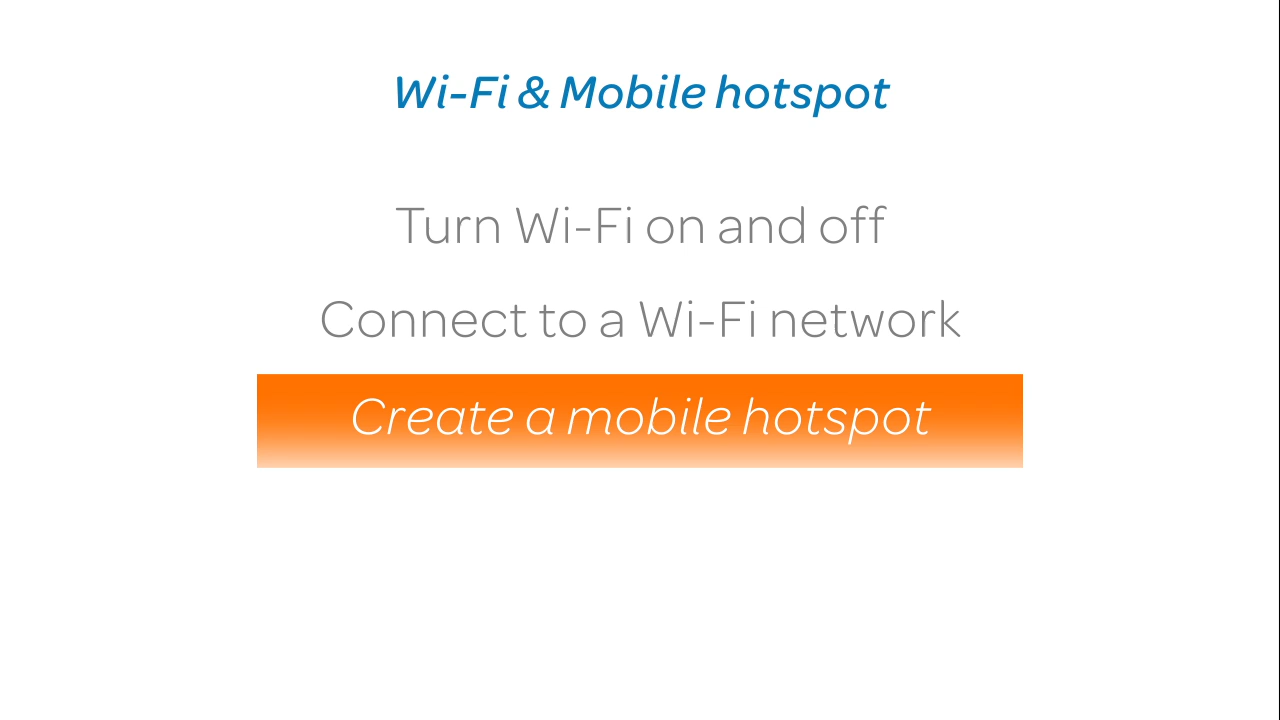 Wi-Fi & Mobile hotspot
Turn Wi-Fi on and off
Connect to a Wi-Fi network
Create a mobile hotspot